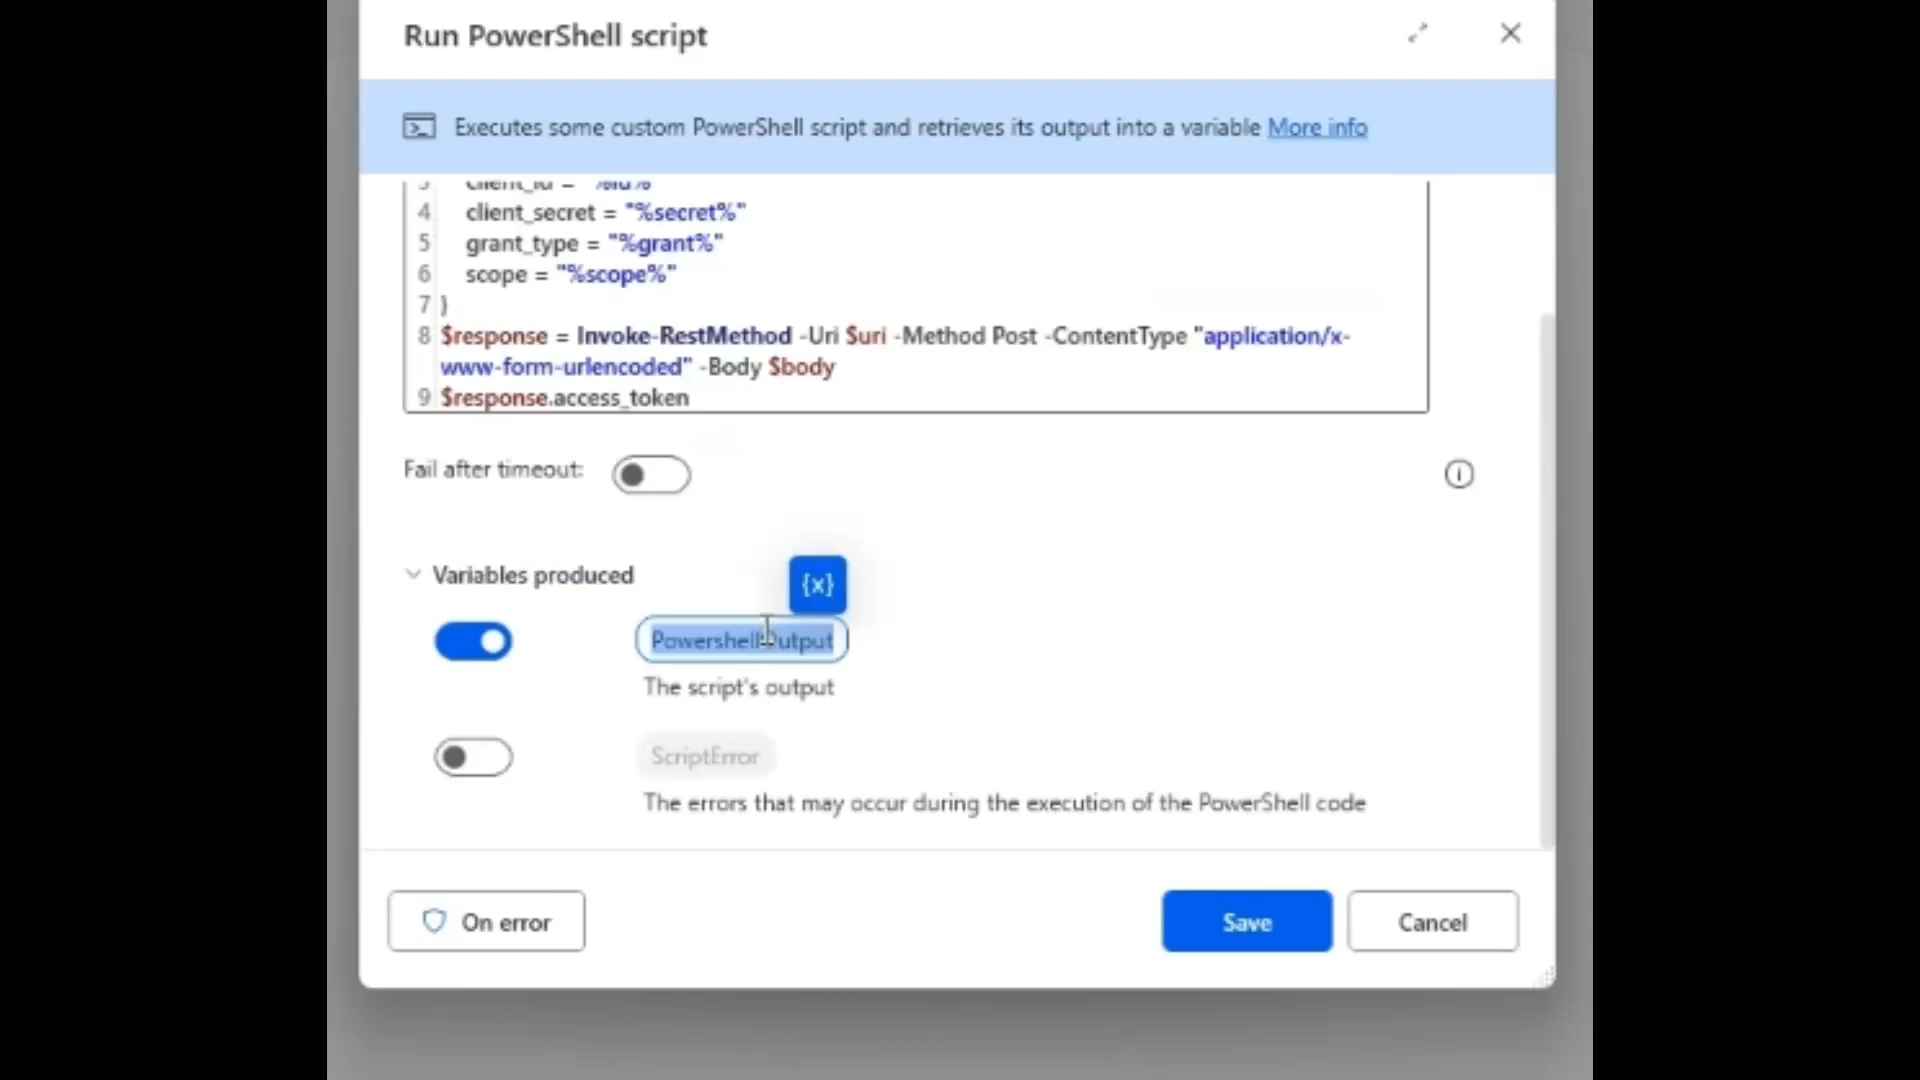 Run PowerShell script
Executes some custom PowerShell script and retrieves its output into a variable More info
3 client_id = "%id%"
4 client_secret = "%secret%"
5 grant_type = "%grant%"
6 scope = "%scope%"
7 }
8 $response = Invoke-RestMethod -Uri $uri -Method Post -ContentType "application/x-
www-form-urlencoded" -Body $body
9 $response.access_token
Fail after timeout:
Variables produced
{x}
PowershellOutput
The script's output
ScriptError
The errors that may occur during the execution of the PowerShell code
On error
Save
Cancel